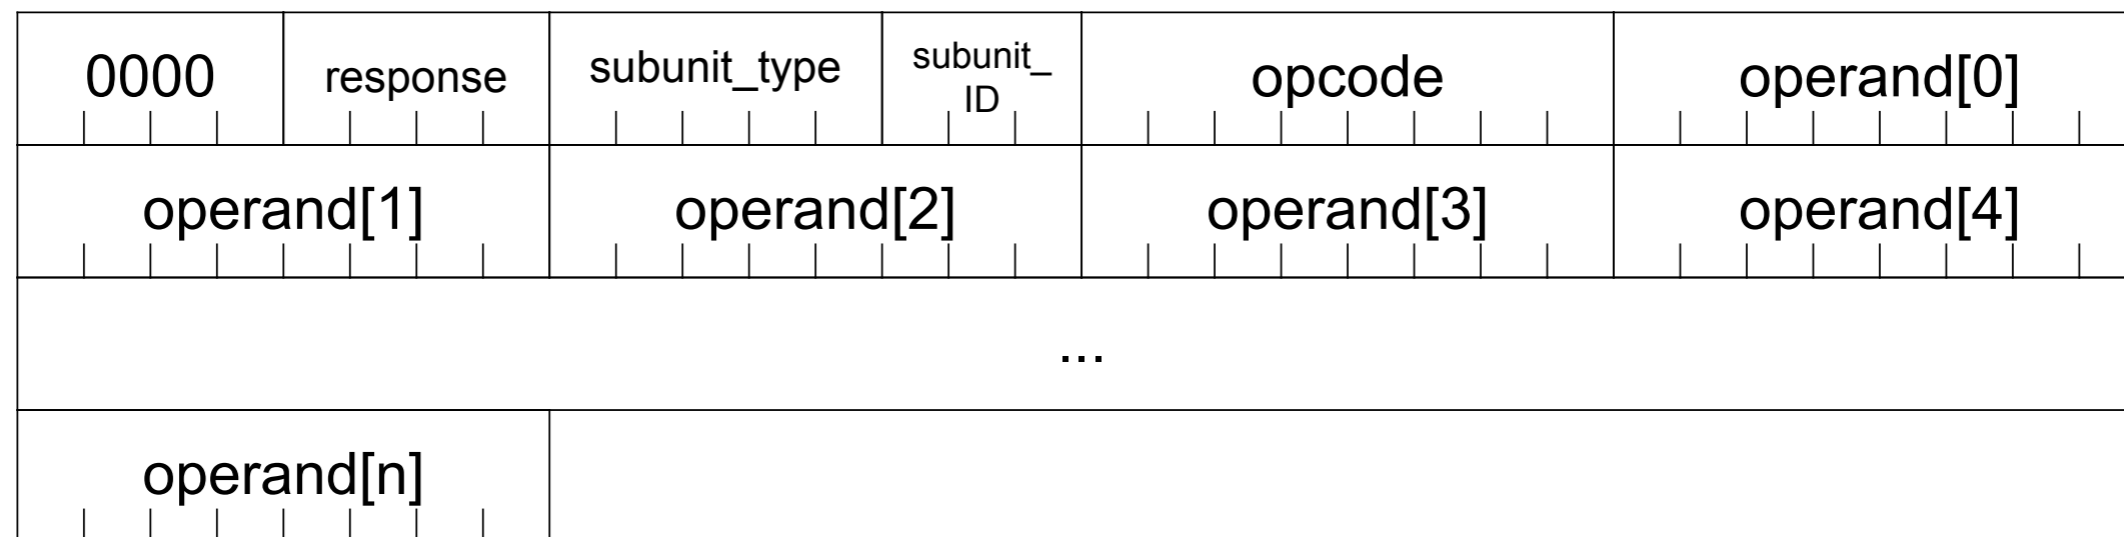 0000 response subunit_type subunit_ ID opcode operand[0]
operand[1] operand[2] operand[3] operand[4]
...
operand[n]